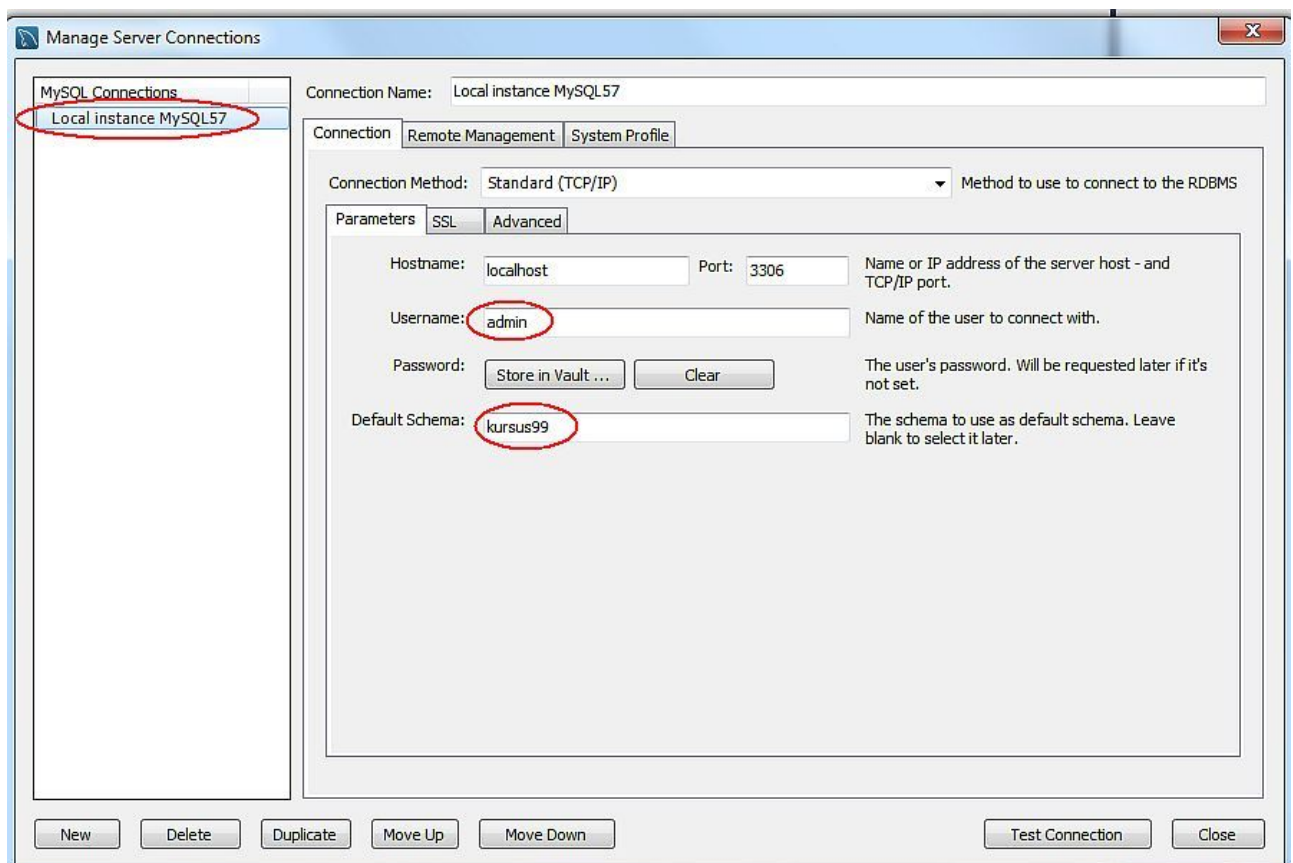 Manage Server Connections
MySQL Connections
Local instance MySQL57
Connection Name: Local instance MySQL57
Connection Remote Management System Profile
Connection Method: Standard (TCP/IP) Method to use to connect to the RDBMS
Parameters SSL Advanced
Hostname: localhost Port: 3306 Name or IP address of the server host - and
TCP/IP port.
Username: admin Name of the user to connect with.
Password: Store in Vault ... Clear The user's password. Will be requested later if it's
not set.
Default Schema: kursus99 The schema to use as default schema. Leave
blank to select it later.
New Delete Duplicate Move Up Move Down Test Connection Close